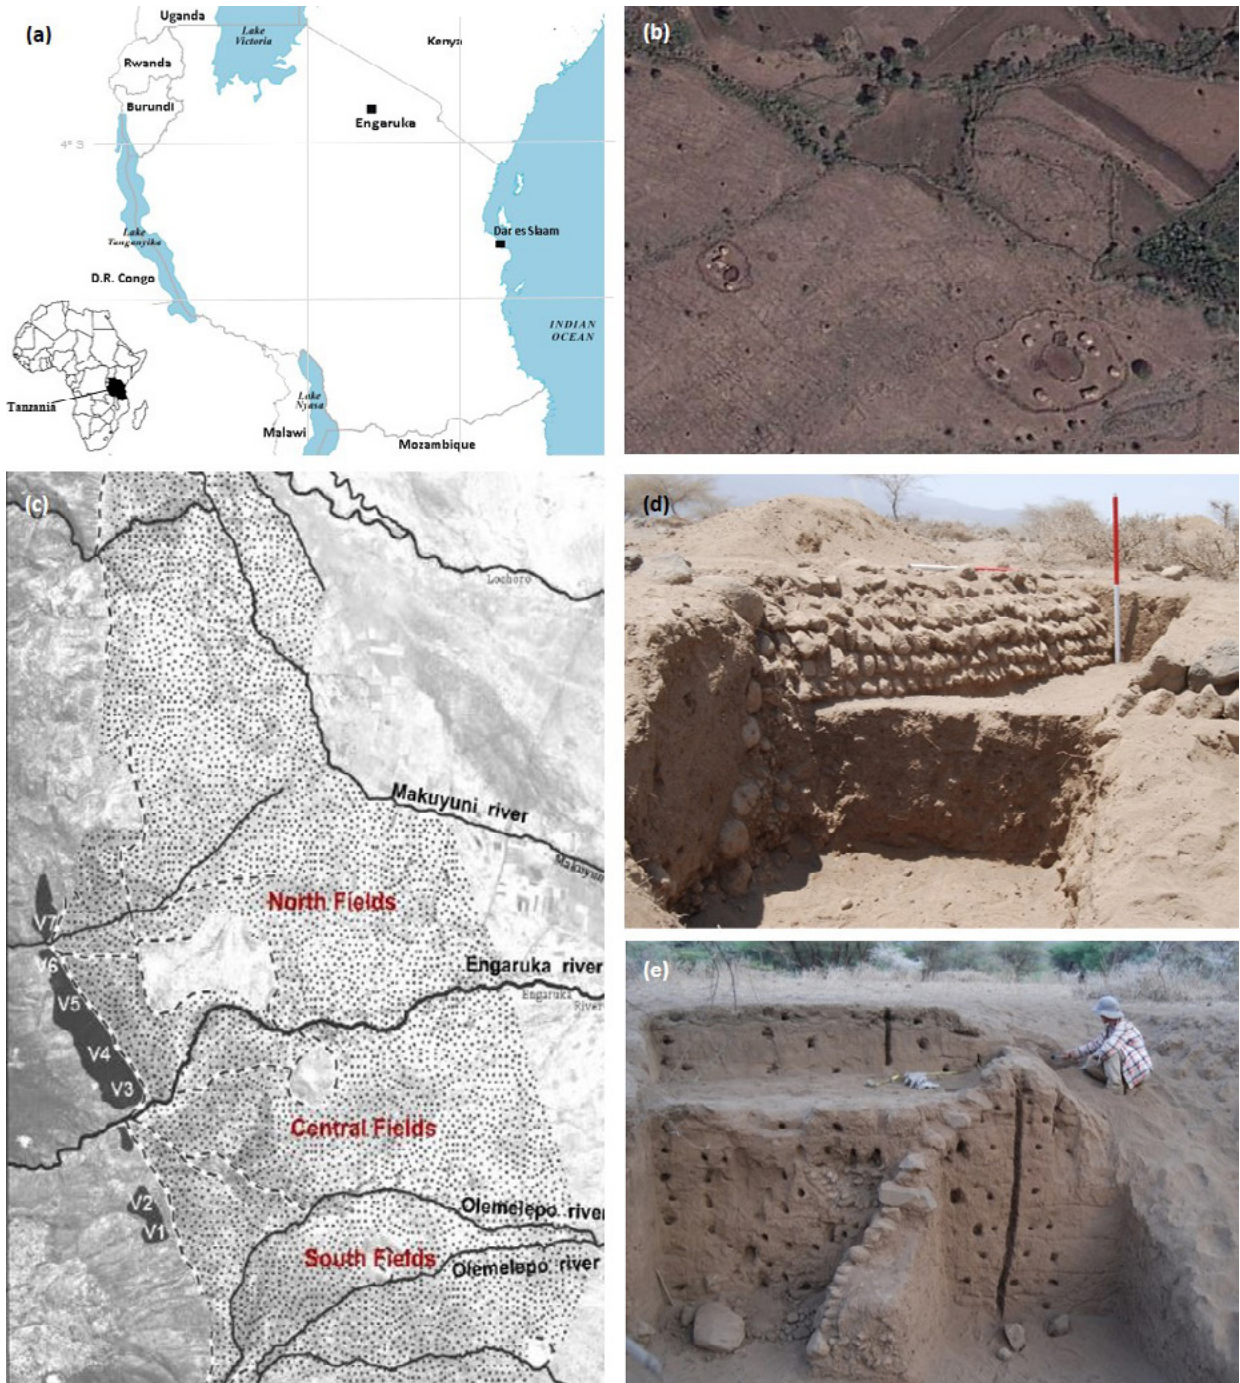 (a)
Uganda
Lake
Victoria
Kenya
Rwanda
Burundi
Engaruka
4° S
Lake
Tanganyika
Dar es Slaam
D.R. Congo
INDIAN
OCEAN
Tanzania
Lake
Nyasa
Malawi
Mozambique
(b)
(c)
Lochoro
Makuyuni river
Makuyun
North Fields
V7
V6
Engaruka river
Engaruka
River
V5
V4
V3
Central Fields
V2
V1
Olemelepo river
South Fields
Olemelepo river
(d)
(e)